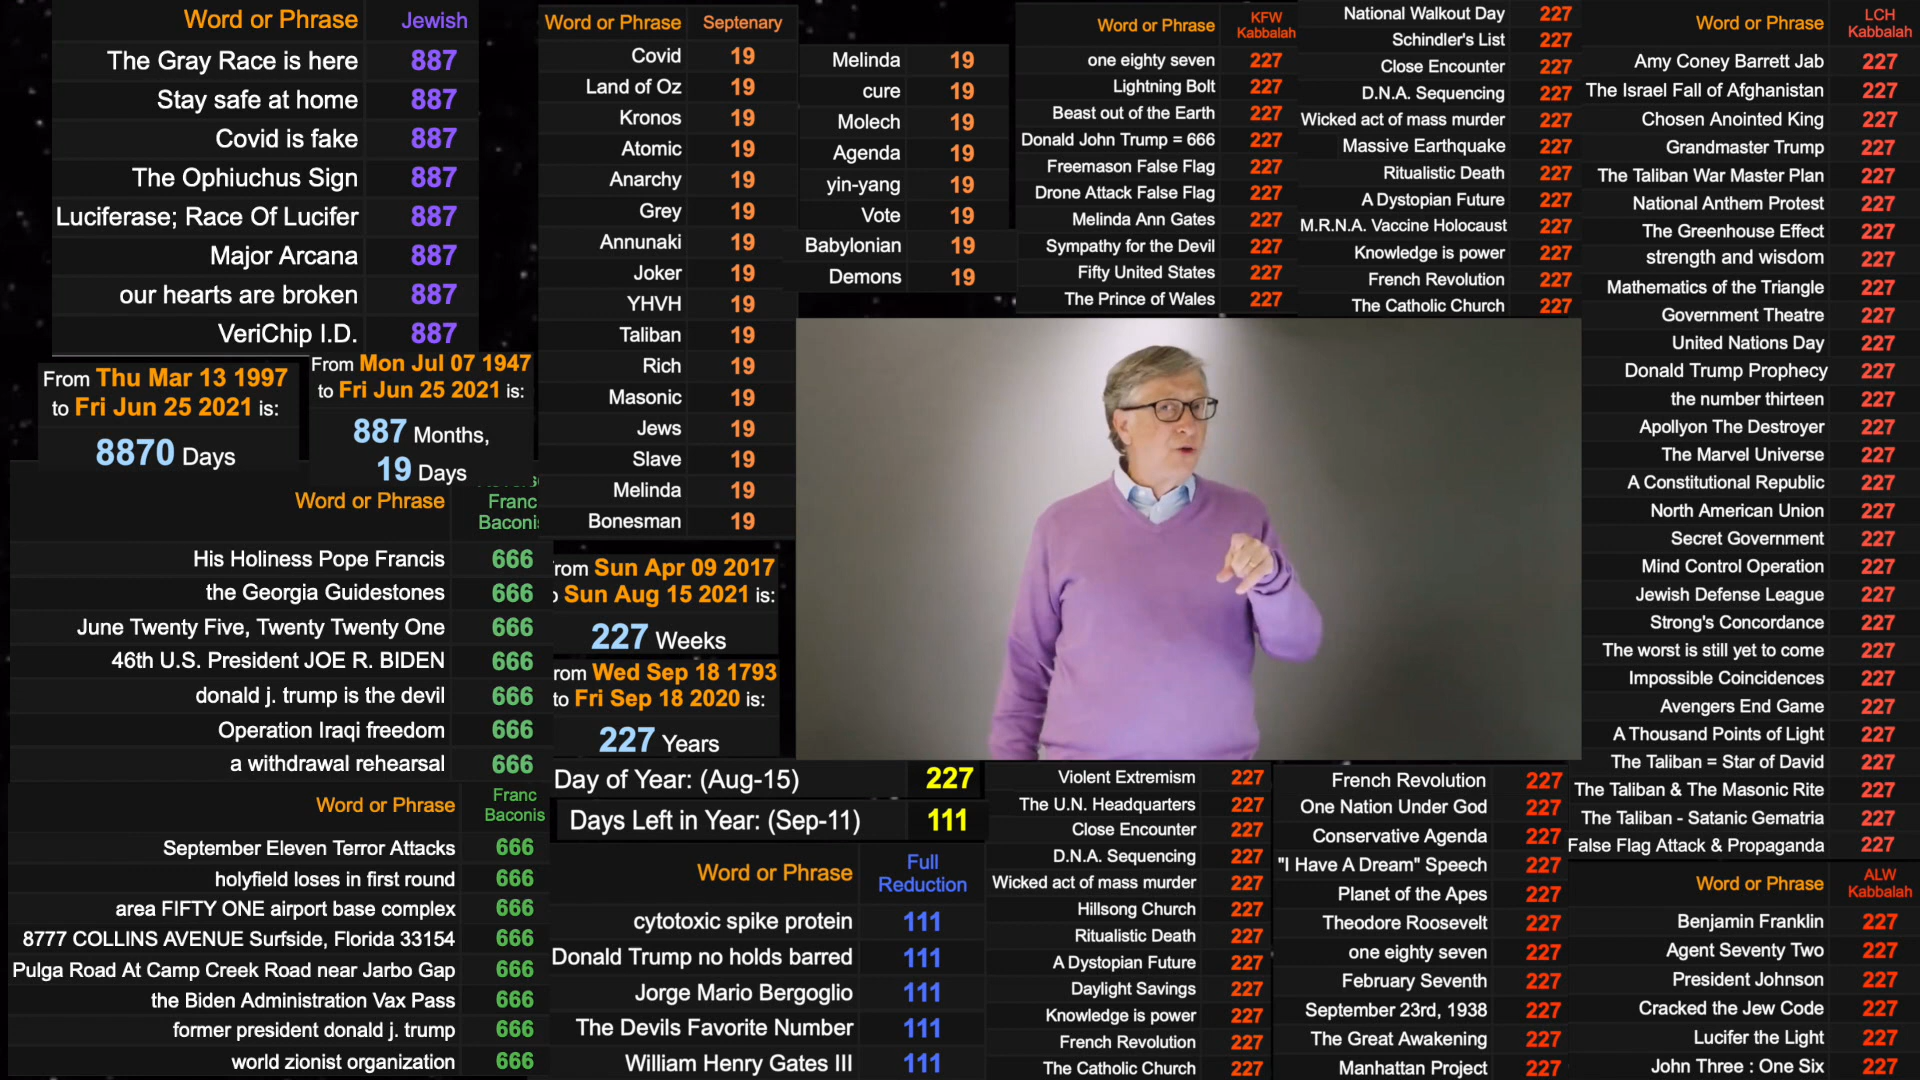 Word or Phrase Jewish
The Gray Race is here 887
Stay safe at home 887
Covid is fake 887
The Ophiuchus Sign 887
Luciferase; Race Of Lucifer 887
Major Arcana 887
our hearts are broken 887
VeriChip I.D. 887
From Thu Mar 13 1997
to Fri Jun 25 2021 is:
8870 Days
From Mon Jul 07 1947
to Fri Jun 25 2021 is:
887 Months,
19 Days
Word or Phrase Franc Baconis
His Holiness Pope Francis 666
the Georgia Guidestones 666
June Twenty Five, Twenty Twenty One 666
46th U.S. President JOE R. BIDEN 666
donald j. trump is the devil 666
Operation Iraqi freedom 666
a withdrawal rehearsal 666
Word or Phrase Franc Baconis
September Eleven Terror Attacks 666
holyfield loses in first round 666
area FIFTY ONE airport base complex 666
8777 COLLINS AVENUE Surfside, Florida 33154 666
Pulga Road At Camp Creek Road near Jarbo Gap 666
the Biden Administration Vax Pass 666
former president donald j. trump 666
world zionist organization 666
Word or Phrase Septenary
Covid 19
Land of Oz 19
Kronos 19
Atomic 19
Anarchy 19
Grey 19
Annunaki 19
Joker 19
YHVH 19
Taliban 19
Rich 19
Masonic 19
Jews 19
Slave 19
Melinda 19
Bonesman 19
Melinda 19
cure 19
Molech 19
Agenda 19
yin-yang 19
Vote 19
Babylonian 19
Demons 19
rom Sun Apr 09 2017
o Sun Aug 15 2021 is:
227 Weeks
rom Wed Sep 18 1793
to Fri Sep 18 2020 is:
227 Years
Day of Year: (Aug-15) 227
Days Left in Year: (Sep-11) 111
Word or Phrase Full Reduction
cytotoxic spike protein 111
Donald Trump no holds barred 111
Jorge Mario Bergoglio 111
The Devils Favorite Number 111
William Henry Gates III 111
Word or Phrase KFW Kabbalah
one eighty seven 227
Lightning Bolt 227
Beast out of the Earth 227
Donald John Trump = 666 227
Freemason False Flag 227
Drone Attack False Flag 227
Melinda Ann Gates 227
Sympathy for the Devil 227
Fifty United States 227
The Prince of Wales 227
National Walkout Day 227
Schindler's List 227
Close Encounter 227
D.N.A. Sequencing 227
Wicked act of mass murder 227
Massive Earthquake 227
Ritualistic Death 227
A Dystopian Future 227
M.R.N.A. Vaccine Holocaust 227
Knowledge is power 227
French Revolution 227
The Catholic Church 227
Violent Extremism 227
The U.N. Headquarters 227
Close Encounter 227
D.N.A. Sequencing 227
Wicked act of mass murder 227
Hillsong Church 227
Ritualistic Death 227
A Dystopian Future 227
Daylight Savings 227
Knowledge is power 227
French Revolution 227
The Catholic Church 227
French Revolution 227
One Nation Under God 227
Conservative Agenda 227
"I Have A Dream" Speech 227
Planet of the Apes 227
Theodore Roosevelt 227
one eighty seven 227
February Seventh 227
September 23rd, 1938 227
The Great Awakening 227
Manhattan Project 227
Word or Phrase LCH Kabbalah
Amy Coney Barrett Jab 227
The Israel Fall of Afghanistan 227
Chosen Anointed King 227
Grandmaster Trump 227
The Taliban War Master Plan 227
National Anthem Protest 227
The Greenhouse Effect 227
strength and wisdom 227
Mathematics of the Triangle 227
Government Theatre 227
United Nations Day 227
Donald Trump Prophecy 227
the number thirteen 227
Apollyon The Destroyer 227
The Marvel Universe 227
A Constitutional Republic 227
North American Union 227
Secret Government 227
Mind Control Operation 227
Jewish Defense League 227
Strong's Concordance 227
The worst is still yet to come 227
Impossible Coincidences 227
Avengers End Game 227
A Thousand Points of Light 227
The Taliban = Star of David 227
The Taliban & The Masonic Rite 227
The Taliban - Satanic Gematria 227
False Flag Attack & Propaganda 227
Word or Phrase ALW Kabbalah
Benjamin Franklin 227
Agent Seventy Two 227
President Johnson 227
Cracked the Jew Code 227
Lucifer the Light 227
John Three : One Six 227